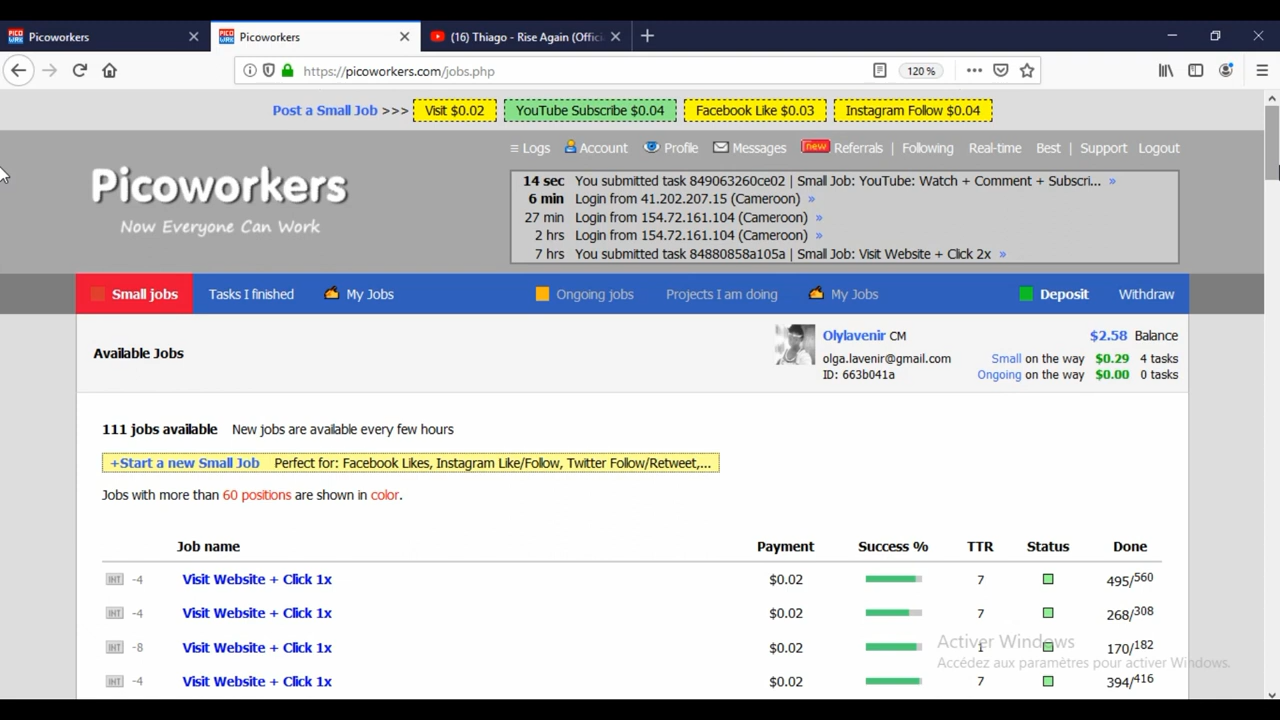 Picoworkers
Picoworkers
(16) Thiago - Rise Again (Offici
https://picoworkers.com/jobs.php
120 %
Post a Small Job >>> Visit $0.02 YouTube Subscribe $0.04 Facebook Like $0.03 Instagram Follow $0.04
≡ Logs Account Profile Messages new Referrals | Following Real-time Best | Support Logout
Picoworkers
Now Everyone Can Work
14 sec You submitted task 849063260ce02 | Small Job: YouTube: Watch + Comment + Subscri... »
6 min Login from 41.202.207.15 (Cameroon) »
27 min Login from 154.72.161.104 (Cameroon) »
2 hrs Login from 154.72.161.104 (Cameroon) »
7 hrs You submitted task 84880858a105a | Small Job: Visit Website + Click 2x »
Small jobs Tasks I finished My Jobs Ongoing jobs Projects I am doing My Jobs Deposit Withdraw
Available Jobs
Olylavenir CM
olga.lavenir@gmail.com
ID: 663b041a
$2.58 Balance
Small on the way $0.29 4 tasks
Ongoing on the way $0.00 0 tasks
111 jobs available New jobs are available every few hours
+Start a new Small Job Perfect for: Facebook Likes, Instagram Like/Follow, Twitter Follow/Retweet,...
Jobs with more than 60 positions are shown in color.
Job name Payment Success % TTR Status Done
INT -4 Visit Website + Click 1x $0.02 7 495/560
INT -4 Visit Website + Click 1x $0.02 7 268/308
INT -8 Visit Website + Click 1x $0.02 1 170/182
INT -4 Visit Website + Click 1x $0.02 7 394/416
Activer Windows
Accédez aux paramètres pour activer Windows.